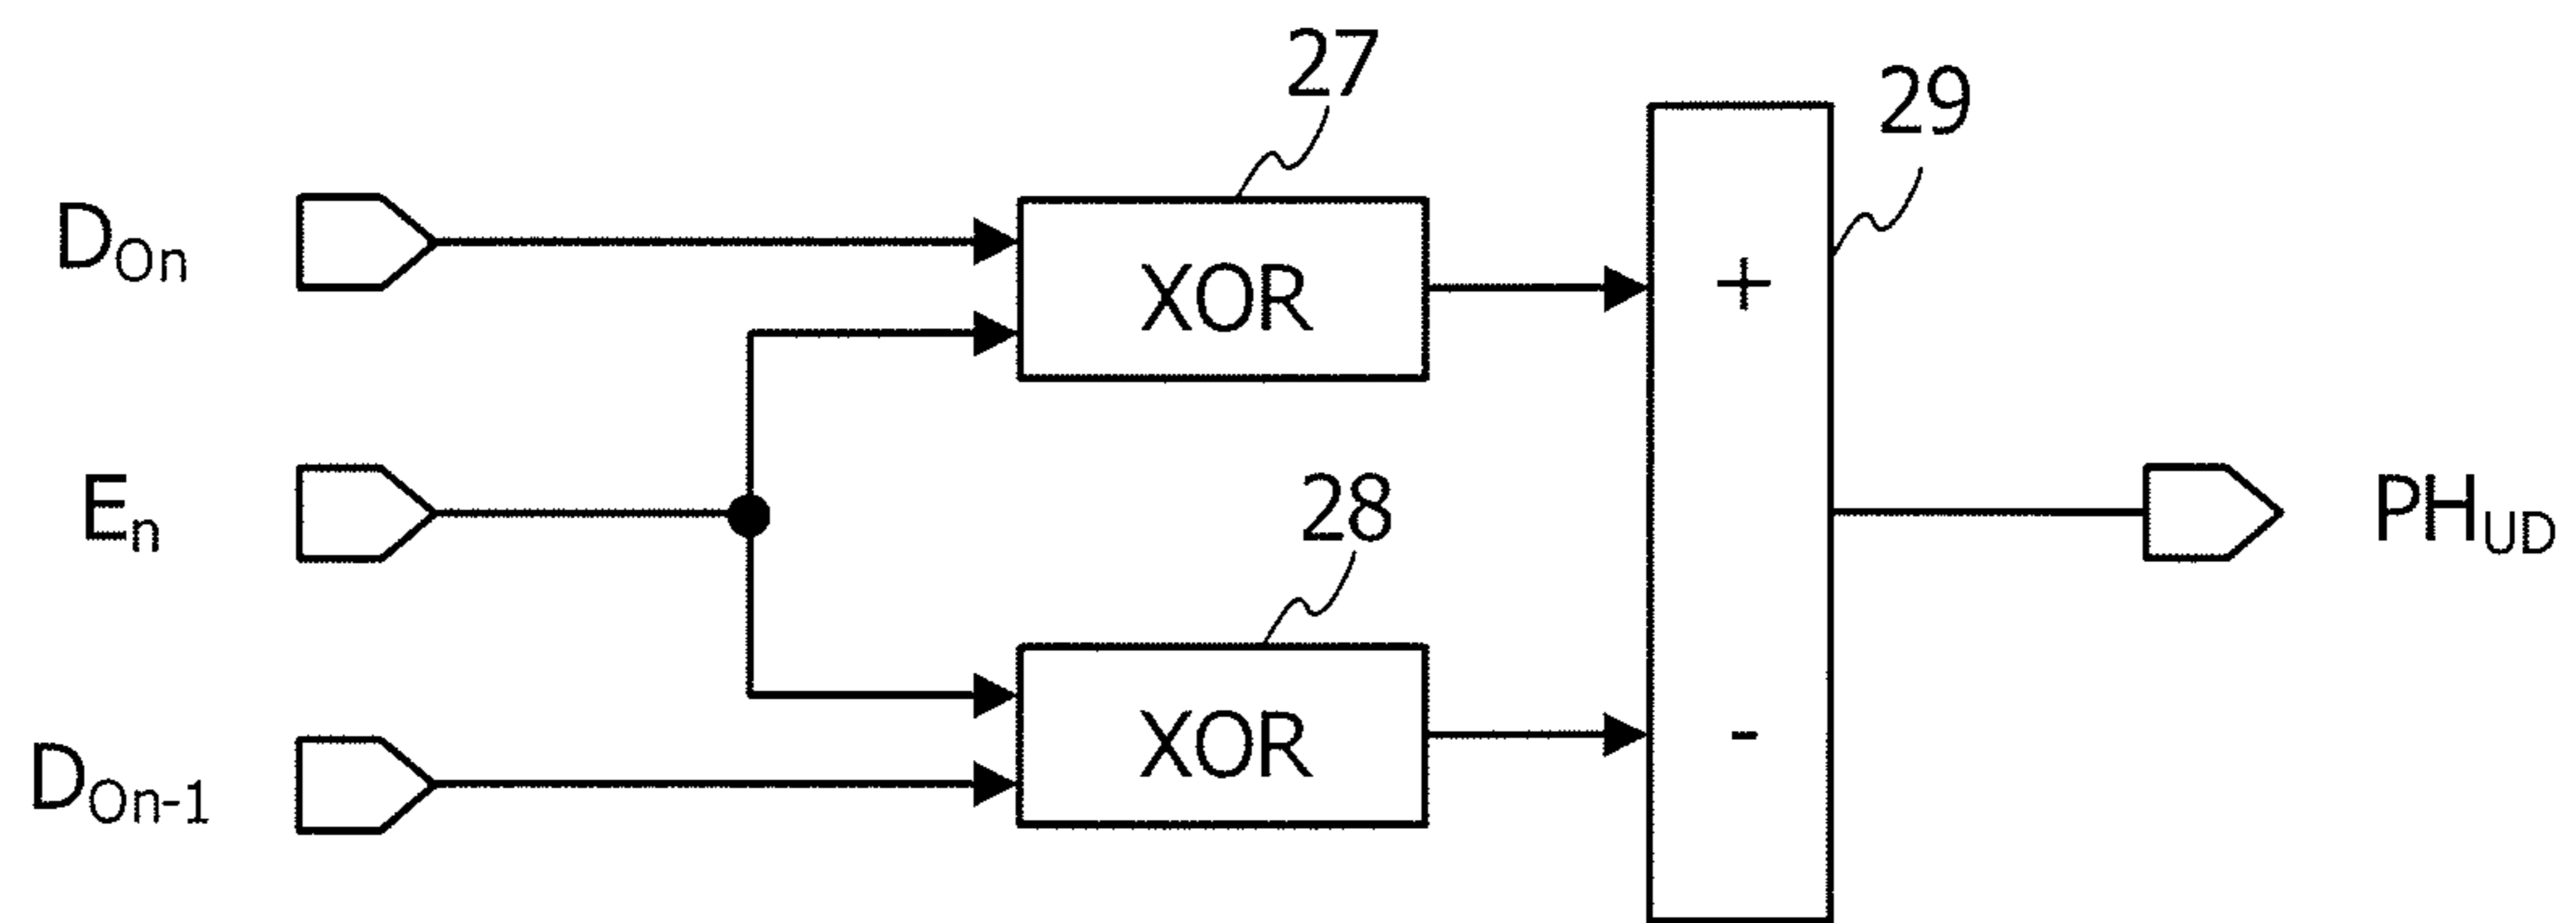 27
29
D_On
XOR
+
E_n
28
PH_UD
D_On-1
XOR
-